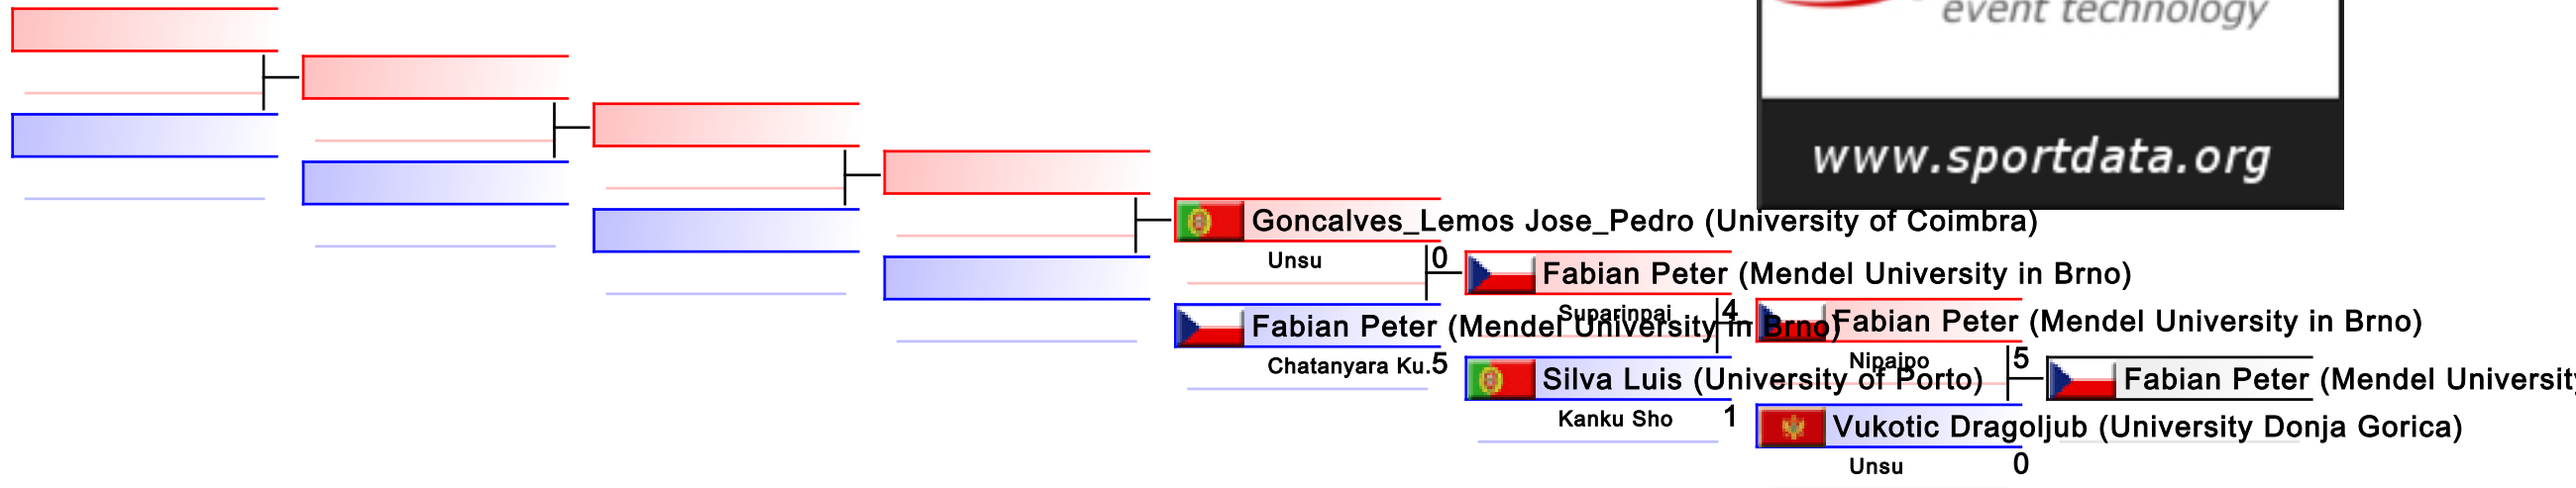 event technology
www.sportdata.org
Goncalves_Lemos Jose_Pedro (University of Coimbra)
Unsu 0
Fabian Peter (Mendel University in Brno)
Fabian Peter (Mendel University in Brno)
Chatanyara Ku. 5
Suparinpai 4
Silva Luis (University of Porto)
Kanku Sho 1
Fabian Peter (Mendel University in Brno)
Nipaipo 5
Vukotic Dragoljub (University Donja Gorica)
Unsu 0
Fabian Peter (Mendel University